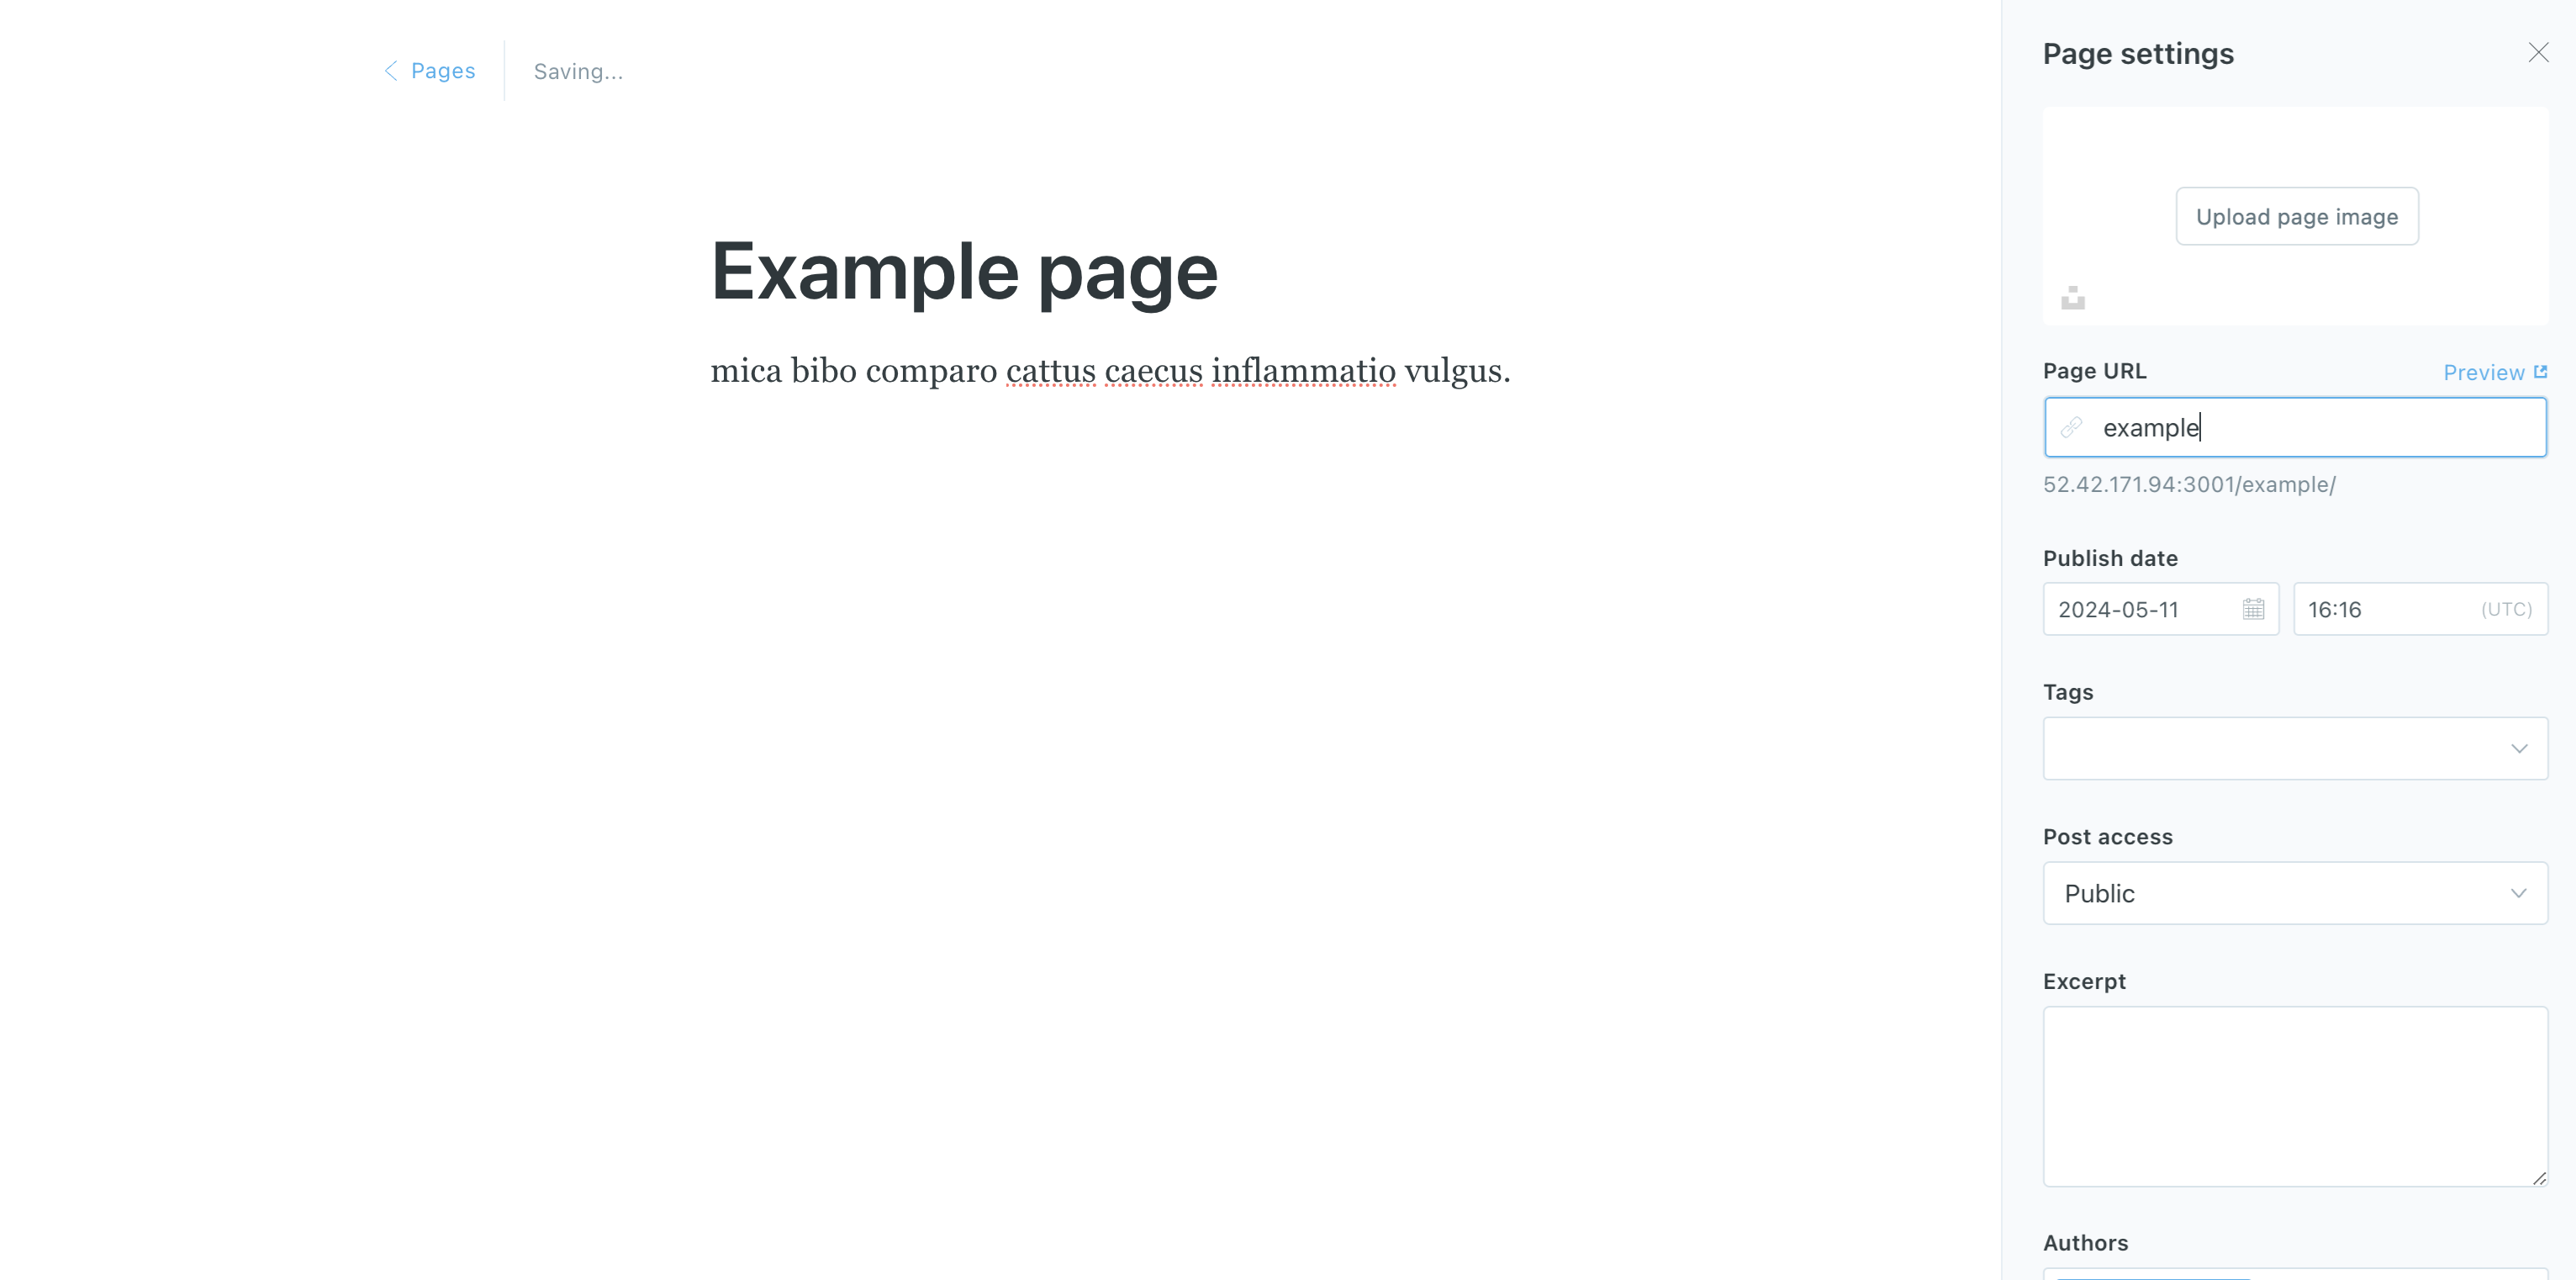 Pages
Saving...
Example page
mica bibo comparo cattus caecus inflammatio vulgus.
Page settings
Upload page image
Page URL
Preview
example
52.42.171.94:3001/example/
Publish date
2024-05-11
16:16
(UTC)
Tags
Post access
Public
Excerpt
Authors